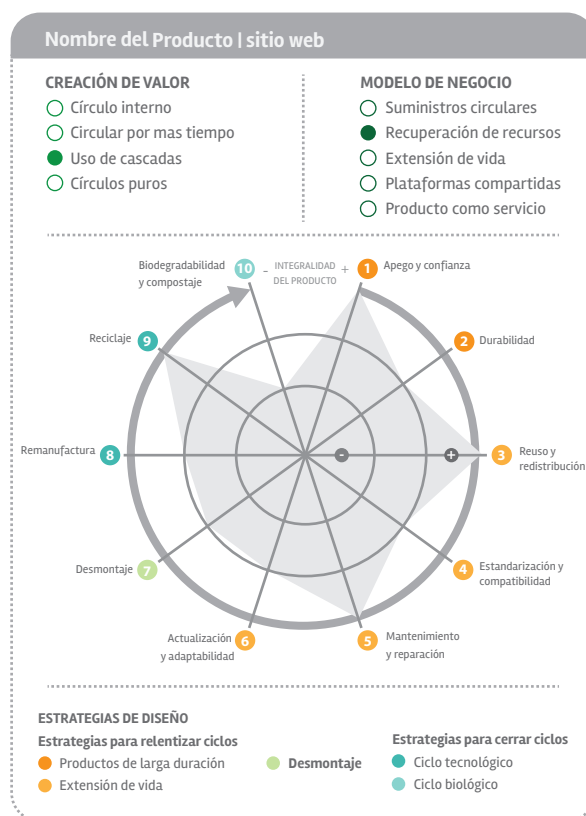 Nombre del Producto | sitio web
CREACIÓN DE VALOR
Círculo interno
Circular por mas tiempo
Uso de cascadas
Círculos puros
MODELO DE NEGOCIO
Suministros circulares
Recuperación de recursos
Extensión de vida
Plataformas compartidas
Producto como servicio
Biodegradabilidad
y compostaje
10
- INTEGRALIDAD +
DEL PRODUCTO
1
Apego y confianza
Reciclaje
9
2
Durabilidad
Remanufactura
8
-
+
3
Reuso y
redistribución
Desmontaje
7
4
Estandarización y
compatibilidad
Actualización
y adaptabilidad
6
5
Mantenimiento
y reparación
ESTRATEGIAS DE DISEÑO
Estrategias para relentizar ciclos
Productos de larga duración
Extensión de vida
Desmontaje
Estrategias para cerrar ciclos
Ciclo tecnológico
Ciclo biológico